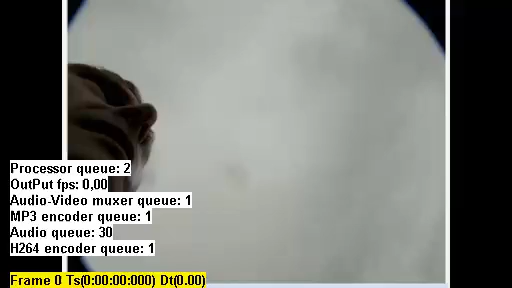 Processor queue: 2
OutPut fps: 0,00
Audio-Video muxer queue: 1
MP3 encoder queue: 1
Audio queue: 30
H264 encoder queue: 1
Frame 0 Ts(0:00:00:000) Dt(0.00)